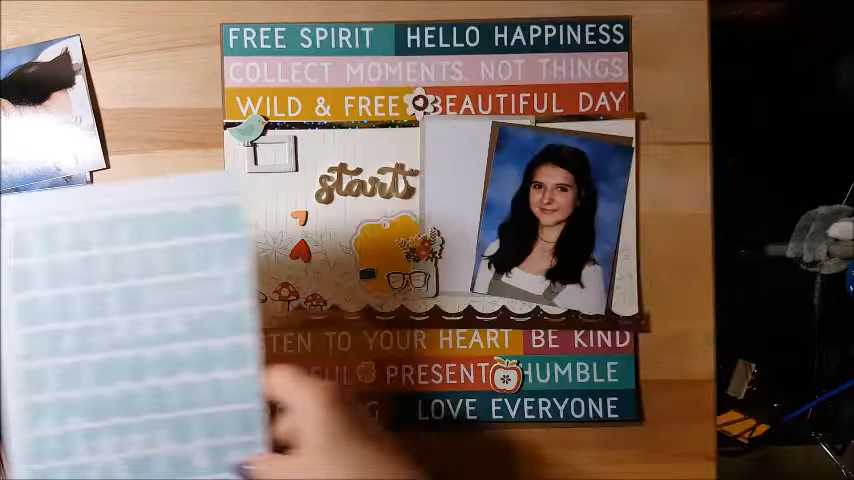 FREE SPIRIT HELLO HAPPINESS
COLLECT MOMENTS, NOT THINGS
WILD & FREE BEAUTIFUL DAY
start
TO YOUR HEART BE KIND
PRESENT HUMBLE
LOVE EVERYONE